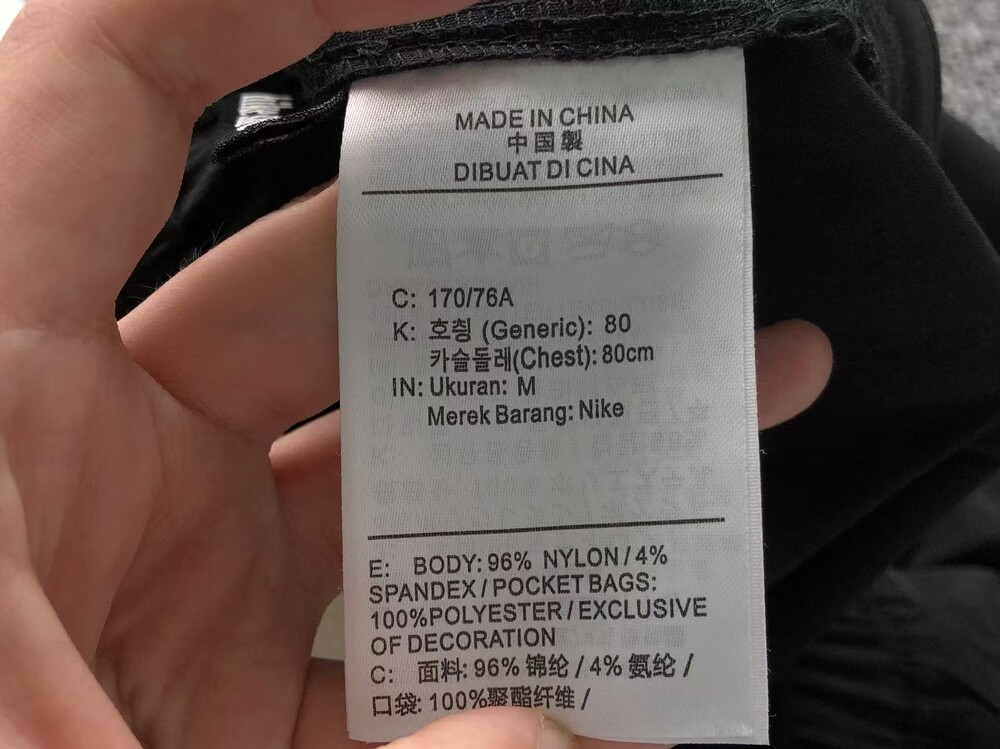 MADE IN CHINA
中国製
DIBUAT DI CINA
C: 170/76A
K: 호칭 (Generic): 80
카슬둘레(Chest): 80cm
IN: Ukuran: M
Merek Barang: Nike
E: BODY: 96% NYLON / 4%
SPANDEX / POCKET BAGS:
100%POLYESTER / EXCLUSIVE
OF DECORATION
C: 面料: 96% 锦纶 / 4% 氨纶 /
口袋: 100%聚酯纤维 /